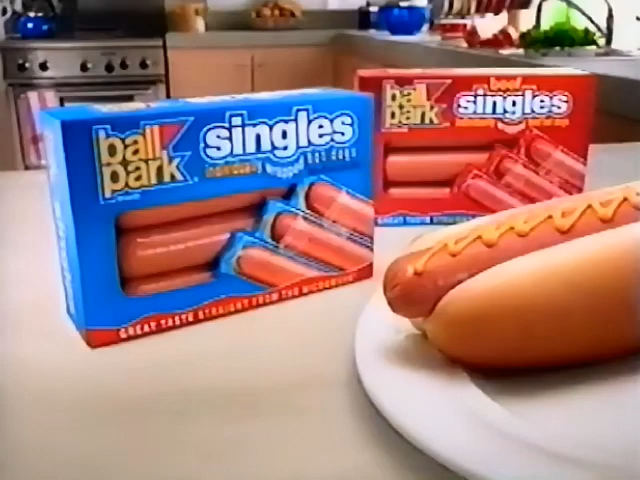 ball
park
singles
individually wrapped hot dogs
GREAT TASTE STRAIGHT FROM THE MICROWAVE
ball
park
beef
singles
GREAT TASTE STRAIGHT